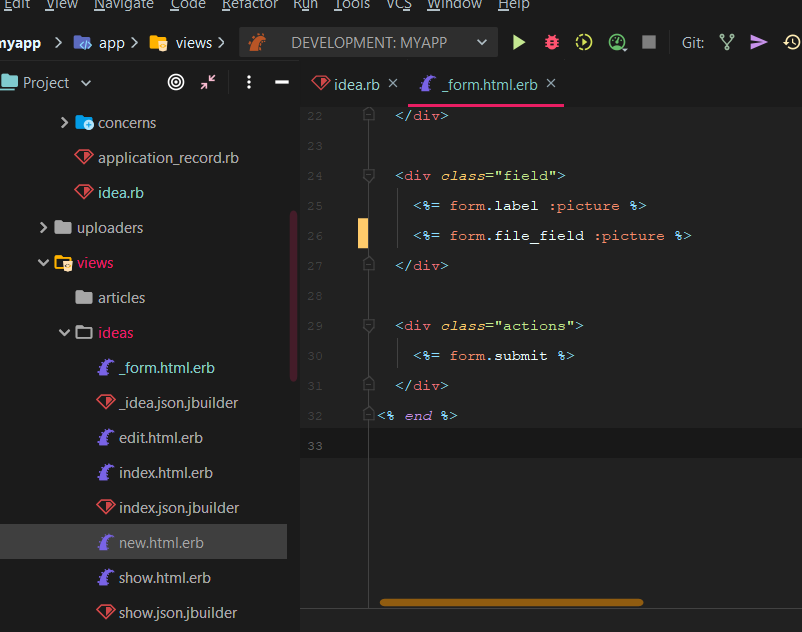 Edit View Navigate Code Refactor Run Tools VCS Window Help
myapp app views DEVELOPMENT: MYAPP Git:
Project
idea.rb _form.html.erb
concerns
application_record.rb
idea.rb
uploaders
views
articles
ideas
_form.html.erb
_idea.json.jbuilder
edit.html.erb
index.html.erb
index.json.jbuilder
new.html.erb
show.html.erb
show.json.jbuilder
22 </div>
23
24 <div class="field">
25 <%= form.label :picture %>
26 <%= form.file_field :picture %>
27 </div>
28
29 <div class="actions">
30 <%= form.submit %>
31 </div>
32 <% end %>
33